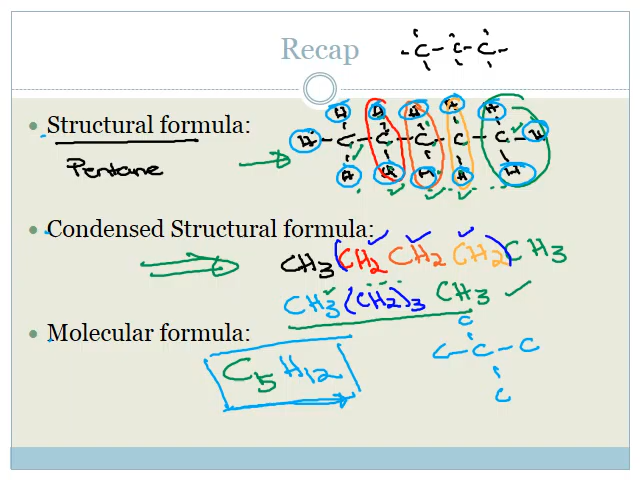 Recap
- C - C - C -
• Structural formula:
Pentane
H H H H H
H - C - C - C - C - C - H
H H H H H
• Condensed Structural formula:
CH3 (CH2 CH2 CH2) CH3
CH3 (CH2)3 CH3
• Molecular formula:
C5H12
C
C - C - C
C